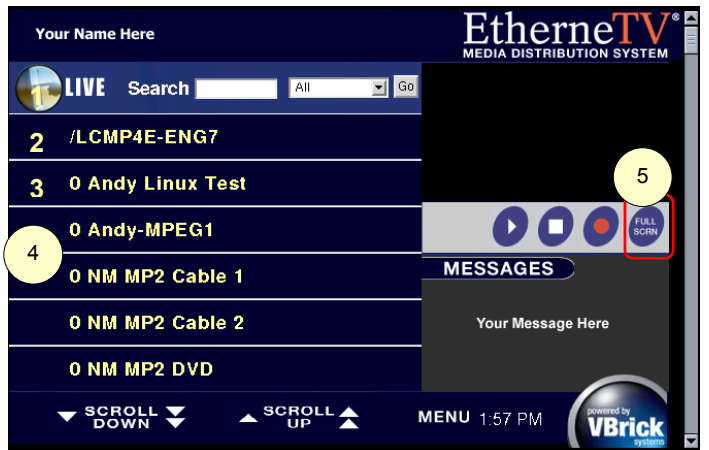 Your Name Here
EtherneTV®
MEDIA DISTRIBUTION SYSTEM
1 LIVE Search All Go
2 /LCMP4E-ENG7
3 0 Andy Linux Test
5
0 Andy-MPEG1
FULL
SCRN
4
0 NM MP2 Cable 1
MESSAGES
0 NM MP2 Cable 2
Your Message Here
0 NM MP2 DVD
SCROLL
DOWN
SCROLL
UP
MENU 1:57 PM
powered by
VBrick
systems